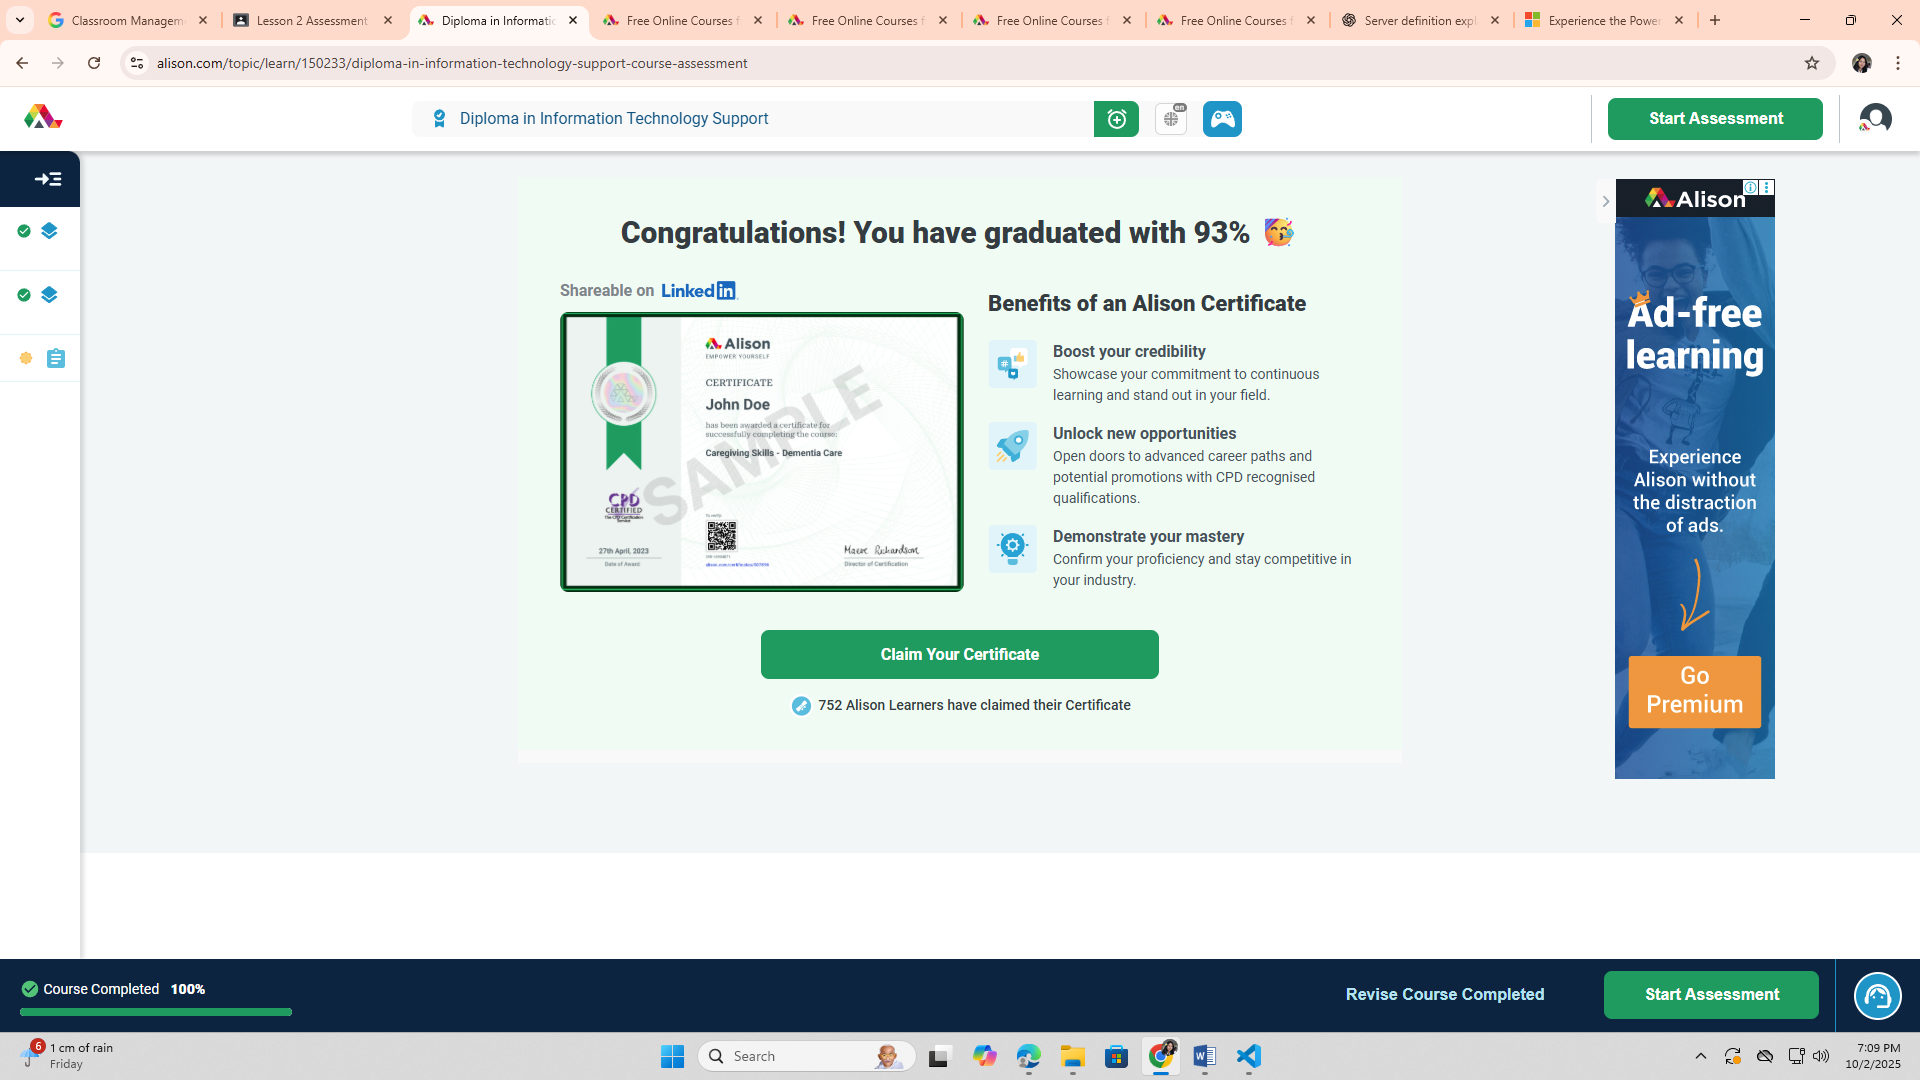 Classroom Managem
Lesson 2 Assessment
Diploma in Informatic
Free Online Courses f
Free Online Courses f
Free Online Courses f
Free Online Courses f
Server definition expl
Experience the Power
alison.com/topic/learn/150233/diploma-in-information-technology-support-course-assessment
Diploma in Information Technology Support
en
Start Assessment
Congratulations! You have graduated with 93%
Shareable on LinkedIn
Alison
EMPOWER YOURSELF
CERTIFICATE
John Doe
has been awarded a certificate for
successfully completing the course:
Caregiving Skills - Dementia Care
SAMPLE
CPD
CERTIFIED
The CPD Certification
Service
27th April, 2023
Date of Award
Maeve Richardson
Director of Certification
Benefits of an Alison Certificate
Boost your credibility
Showcase your commitment to continuous
learning and stand out in your field.
Unlock new opportunities
Open doors to advanced career paths and
potential promotions with CPD recognised
qualifications.
Demonstrate your mastery
Confirm your proficiency and stay competitive in
your industry.
Claim Your Certificate
752 Alison Learners have claimed their Certificate
Alison
Ad-free
learning
Experience
Alison without
the distraction
of ads.
Go
Premium
Course Completed 100%
Revise Course Completed
Start Assessment
6
1 cm of rain
Friday
Search
7:09 PM
10/2/2025